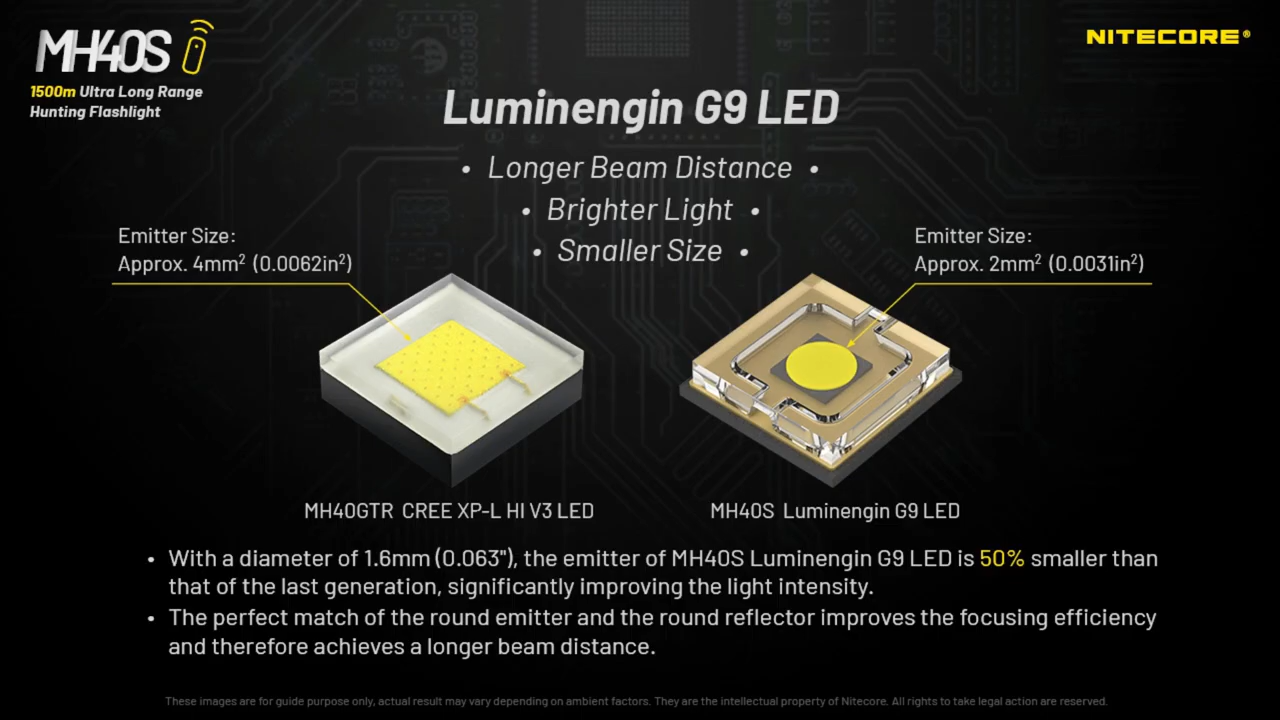 MH40S
NITECORE®
1500m Ultra Long Range
Hunting Flashlight
Luminengin G9 LED
• Longer Beam Distance •
• Brighter Light •
• Smaller Size •
Emitter Size:
Approx. 4mm² (0.0062in²)
Emitter Size:
Approx. 2mm² (0.0031in²)
MH40GTR CREE XP-L HI V3 LED
MH40S Luminengin G9 LED
• With a diameter of 1.6mm (0.063"), the emitter of MH40S Luminengin G9 LED is 50% smaller than
that of the last generation, significantly improving the light intensity.
• The perfect match of the round emitter and the round reflector improves the focusing efficiency
and therefore achieves a longer beam distance.
These images are for guide purpose only, actual result may vary depending on ambient factors. They are the intellectual property of Nitecore. All rights to take legal action are reserved.